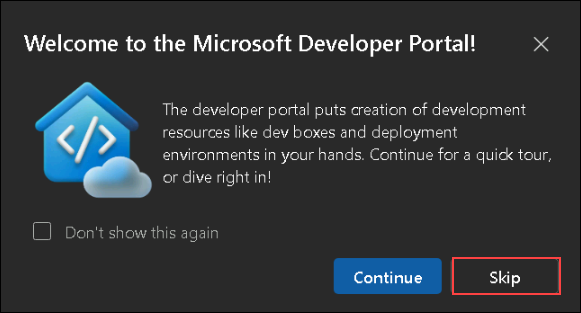 Welcome to the Microsoft Developer Portal!
</>
The developer portal puts creation of development
resources like dev boxes and deployment
environments in your hands. Continue for a quick tour,
or dive right in!
Don't show this again
Continue
Skip